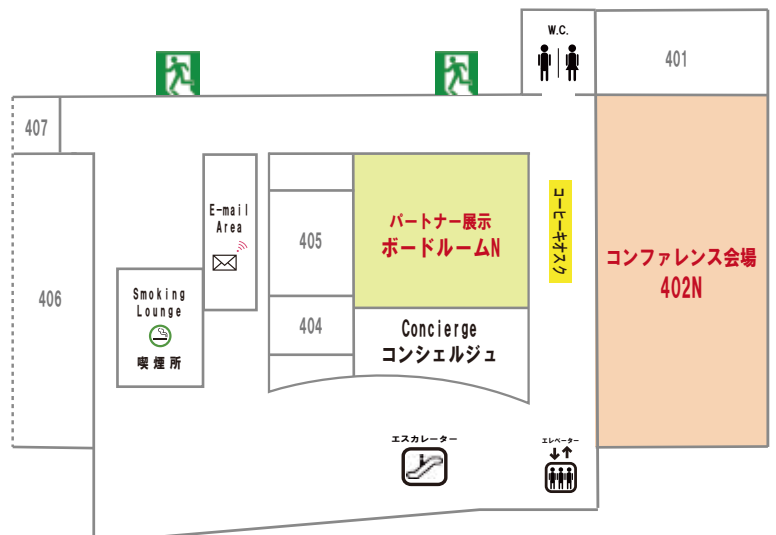 W.C.
401
407
E-mail
Area
405
パートナー展示
ボードルームN
コーヒーキオスク
コンファレンス会場
402N
406
Smoking
Lounge
喫煙所
404
Concierge
コンシェルジュ
エスカレーター
エレベーター